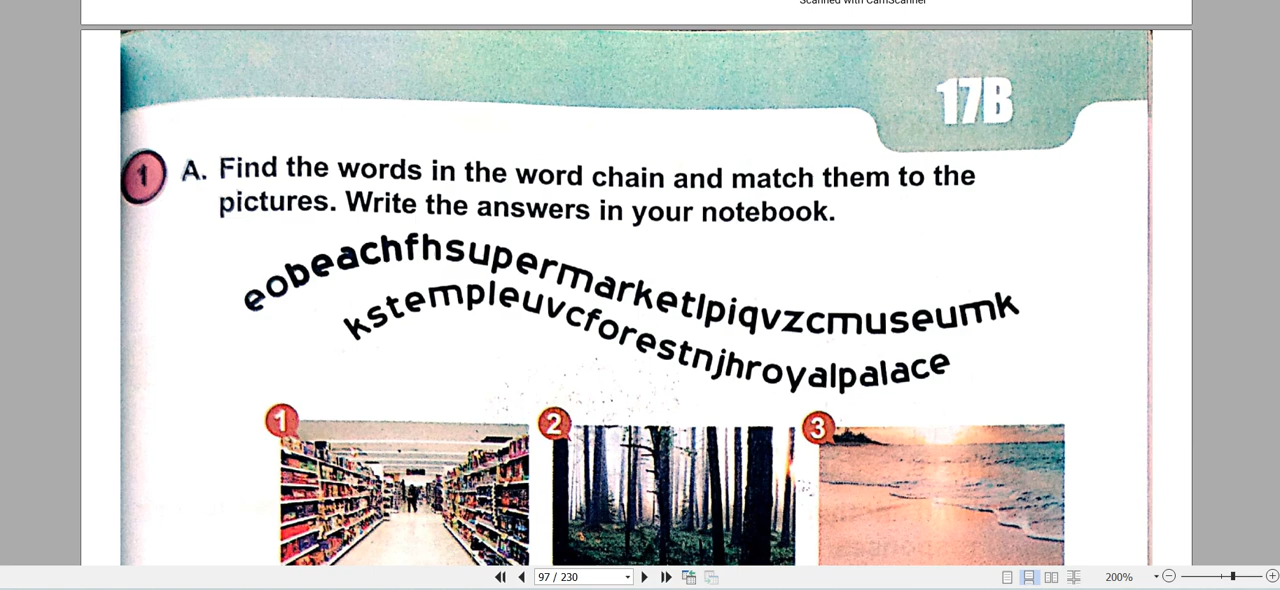 Scanned with CamScanner
17B
1 A. Find the words in the word chain and match them to the
pictures. Write the answers in your notebook.
eobeachfhsupermarketlpiqvzcmuseumk
kstempleuvcforestnjhroyalpalace
1 2 3
97 / 230
200%